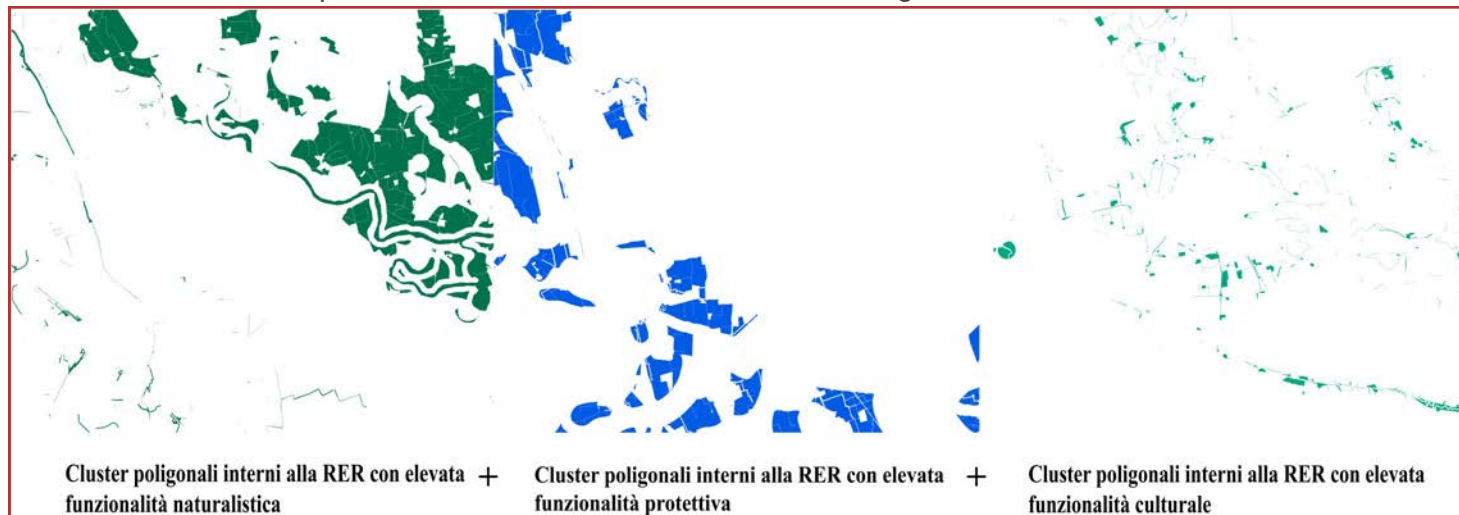 Cluster poligonali interni alla RER con elevata
funzionalità naturalistica
+
Cluster poligonali interni alla RER con elevata
funzionalità protettiva
+
Cluster poligonali interni alla RER con elevata
funzionalità culturale